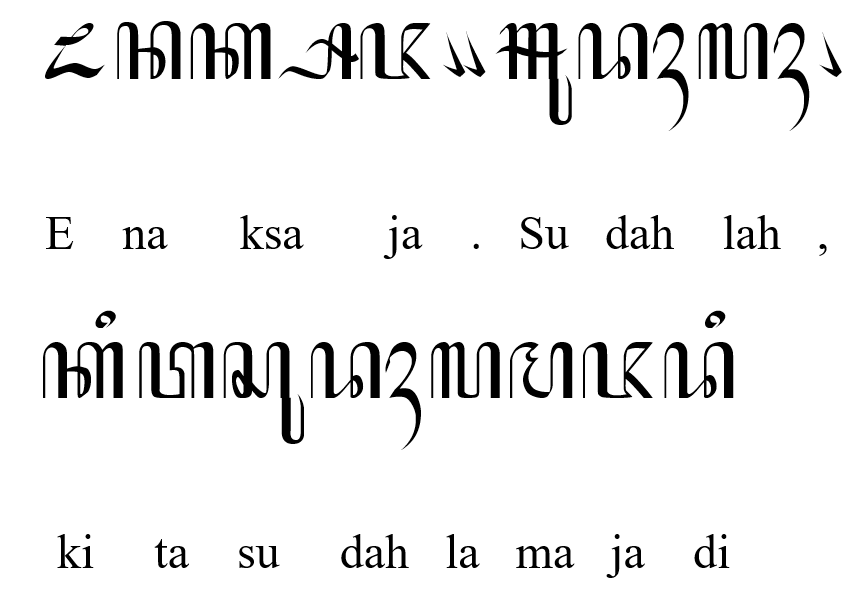 ꦌꦤꦏ꧀ꦱꦗ꧉ꦯꦸꦢꦃꦭꦃ꧈
E na ksa ja . Su dah lah ,
ꦏꦶꦠꦱꦸꦢꦃꦭꦩꦗꦢꦶ
ki ta su dah la ma ja di